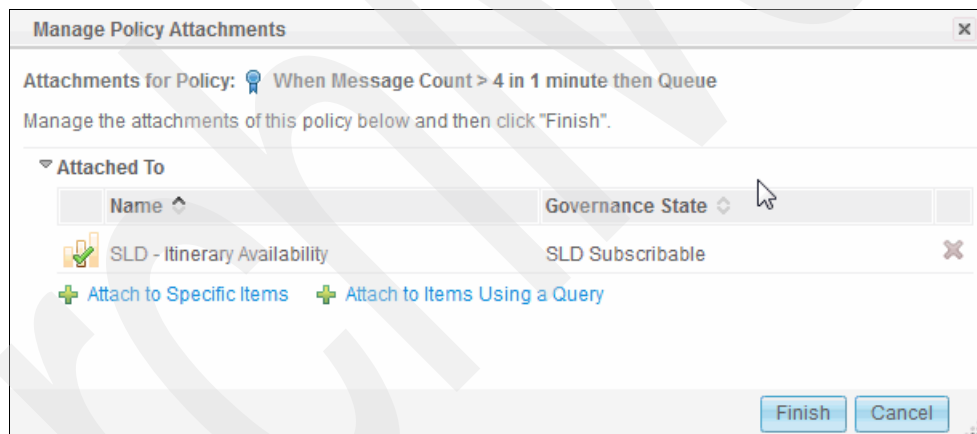 Manage Policy Attachments
Attachments for Policy: When Message Count > 4 in 1 minute then Queue
Manage the attachments of this policy below and then click "Finish".
Attached To
Name Governance State
SLD - Itinerary Availability SLD Subscribable
Attach to Specific Items Attach to Items Using a Query
Finish Cancel